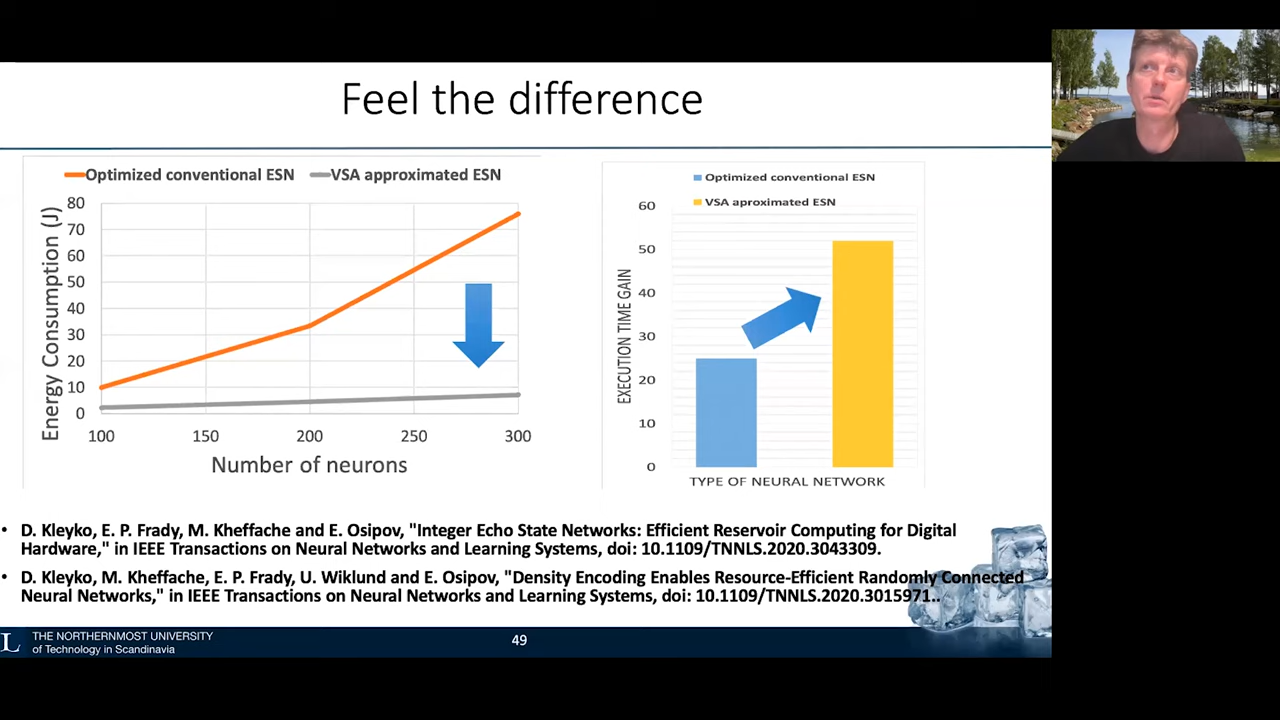 Feel the difference
Optimized conventional ESN
VSA approximated ESN
Energy Consumption (J)
80
70
60
50
40
30
20
10
0
100
150
200
250
300
Number of neurons
Optimized conventional ESN
VSA aproximated ESN
EXECUTION TIME GAIN
60
50
40
30
20
10
0
TYPE OF NEURAL NETWORK
• D. Kleyko, E. P. Frady, M. Kheffache and E. Osipov, "Integer Echo State Networks: Efficient Reservoir Computing for Digital
Hardware," in IEEE Transactions on Neural Networks and Learning Systems, doi: 10.1109/TNNLS.2020.3043309.
• D. Kleyko, M. Kheffache, E. P. Frady, U. Wiklund and E. Osipov, "Density Encoding Enables Resource-Efficient Randomly Connected
Neural Networks," in IEEE Transactions on Neural Networks and Learning Systems, doi: 10.1109/TNNLS.2020.3015971..
L
THE NORTHERNMOST UNIVERSITY
of Technology in Scandinavia
49